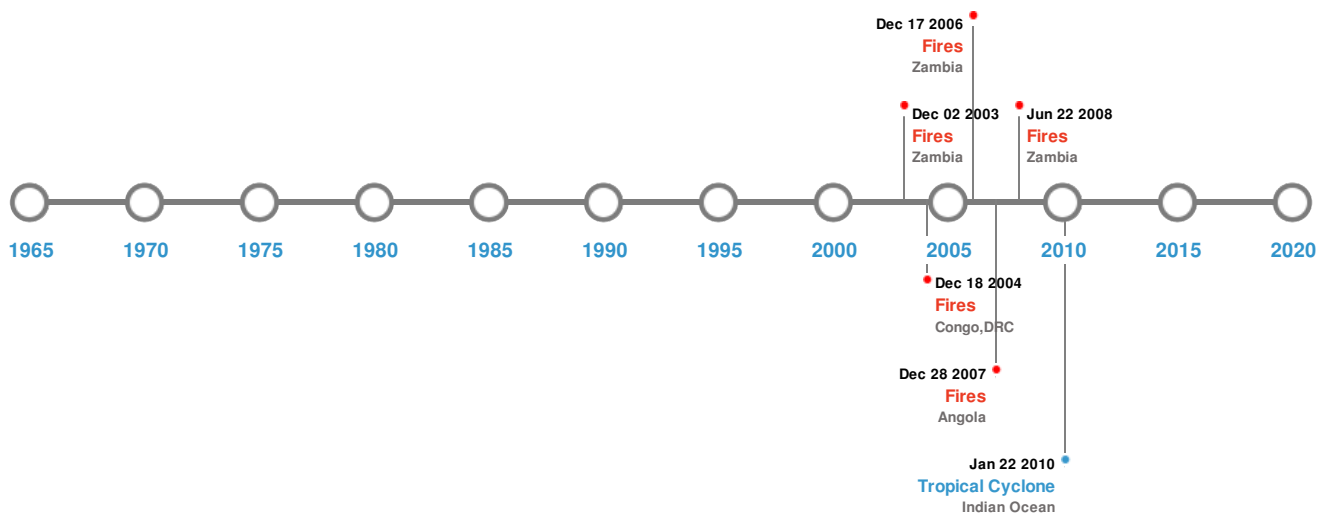 Dec 17 2006
Fires
Zambia
Dec 02 2003
Fires
Zambia
Jun 22 2008
Fires
Zambia
1965 1970 1975 1980 1985 1990 1995 2000 2005 2010 2015 2020
Dec 18 2004
Fires
Congo,DRC
Dec 28 2007
Fires
Angola
Jan 22 2010
Tropical Cyclone
Indian Ocean